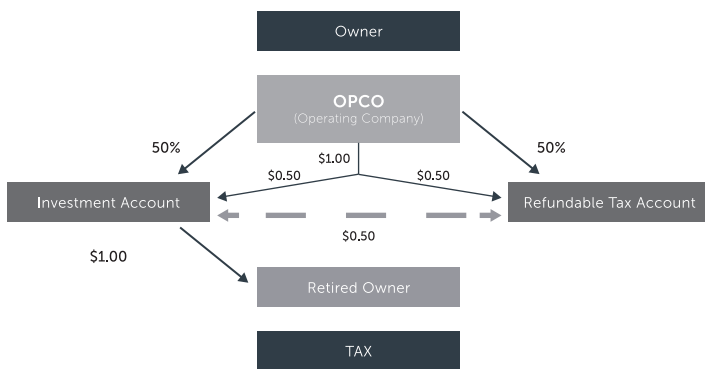 Owner
OPCO
(Operating Company)
50%
50%
$1.00
$0.50
$0.50
Investment Account
Refundable Tax Account
$0.50
$1.00
Retired Owner
TAX